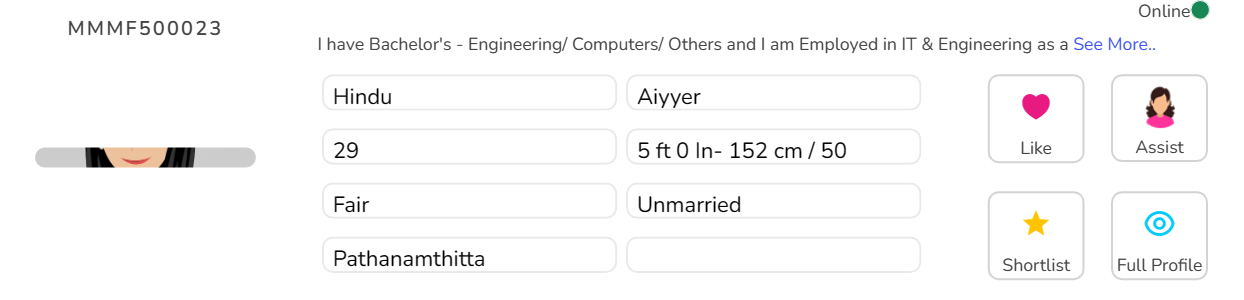 Online
MMMF500023
I have Bachelor's - Engineering/ Computers/ Others and I am Employed in IT & Engineering as a See More..
Hindu
Aiyyer
29
5 ft 0 In- 152 cm / 50
Like
Assist
Fair
Unmarried
Pathanamthitta
Shortlist
Full Profile